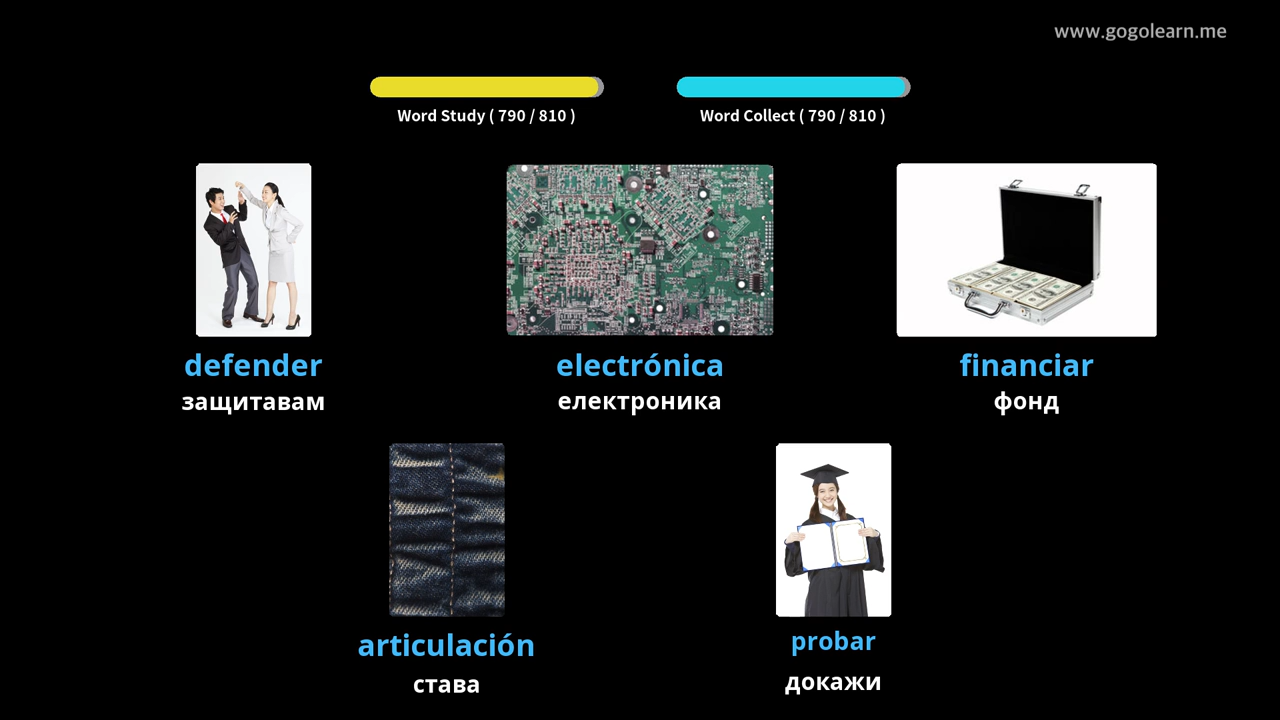 www.gogolearn.me
Word Study ( 790 / 810 )
Word Collect ( 790 / 810 )
defender
защитавам
electrónica
електроника
financiar
фонд
articulación
става
probar
докажи